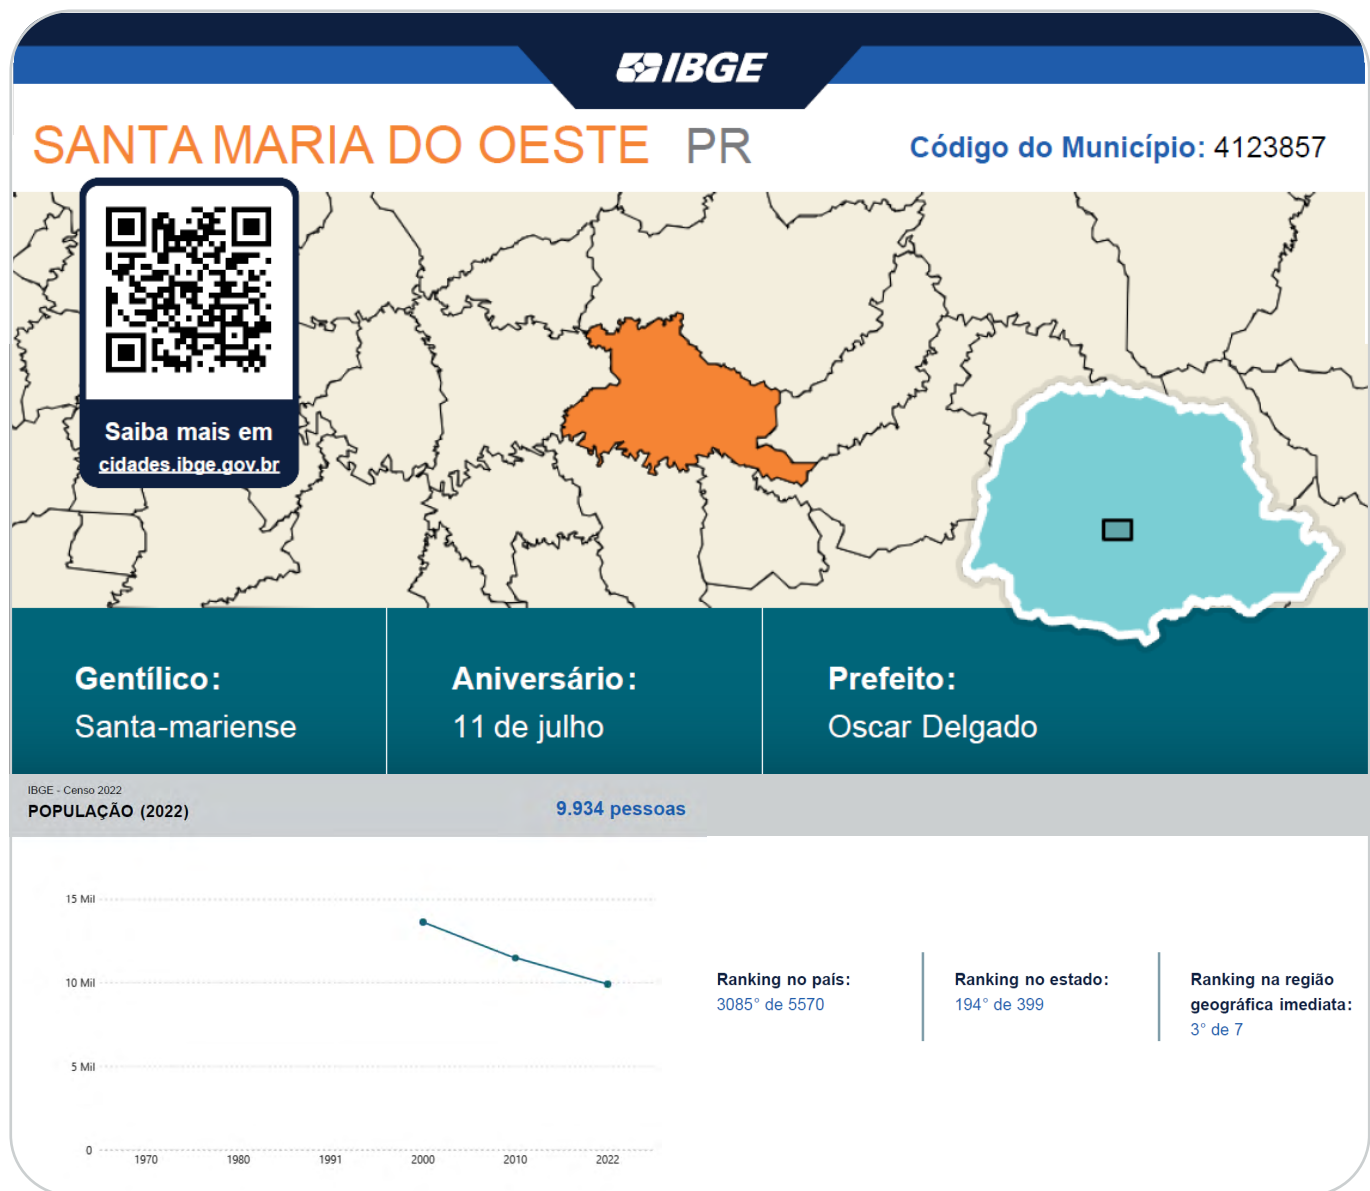 IBGE
SANTA MARIA DO OESTE PR
Código do Município: 4123857
Saiba mais em
cidades.ibge.gov.br
Gentílico:
Santa-mariense
Aniversário:
11 de julho
Prefeito:
Oscar Delgado
IBGE - Censo 2022
POPULAÇÃO (2022)
9.934 pessoas
15 Mil
10 Mil
5 Mil
0
1970 1980 1991 2000 2010 2022
Ranking no país:
3085° de 5570
Ranking no estado:
194° de 399
Ranking na região
geográfica imediata:
3° de 7